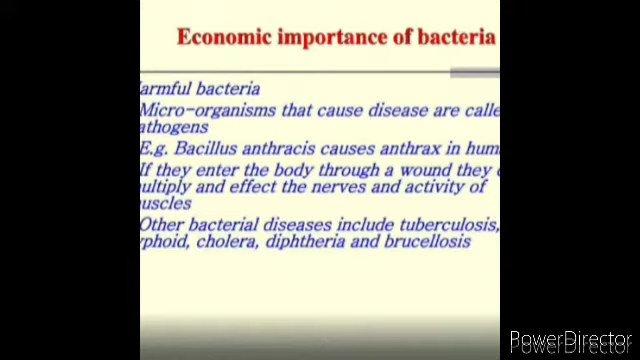 Economic importance of bacteria
armful bacteria
Micro-organisms that cause disease are calle
athogens
E.g. Bacillus anthracis causes anthrax in hum
If they enter the body through a wound they
ultiply and effect the nerves and activity of
uscles
Other bacterial diseases include tuberculosis,
yphoid, cholera, diphtheria and brucellosis
PowerDirector